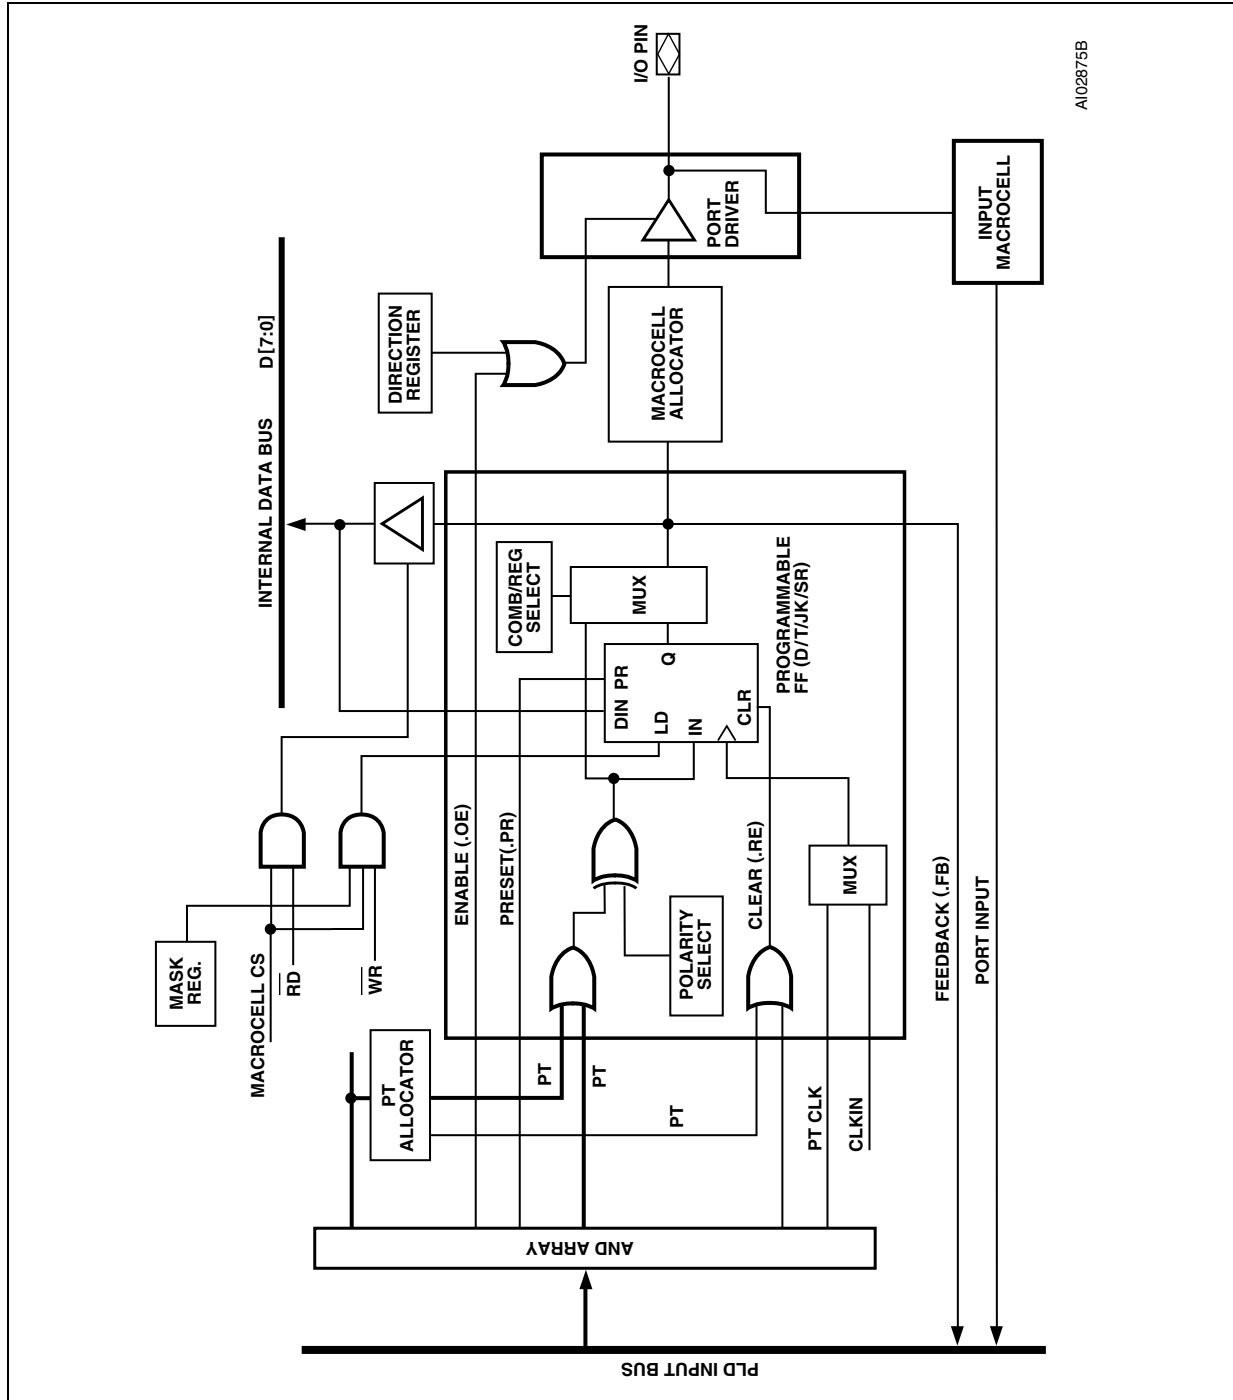 MASK
REG.
MACROCELL CS
RD
WR
INTERNAL DATA BUS D[7:0]
DIRECTION
REGISTER
PT
ALLOCATOR
ENABLE (.OE)
PRESET(.PR)
COMB/REG
SELECT
PT
PT
PT
DIN PR
LD
IN
Q
CLR
MUX
POLARITY
SELECT
PROGRAMMABLE
FF (D/T/JK/SR)
CLEAR (.RE)
MUX
PT CLK
CLKIN
MACROCELL
ALLOCATOR
PORT
DRIVER
I/O PIN
INPUT
MACROCELL
FEEDBACK (.FB)
PORT INPUT
AND ARRAY
PLD INPUT BUS
AI02875B